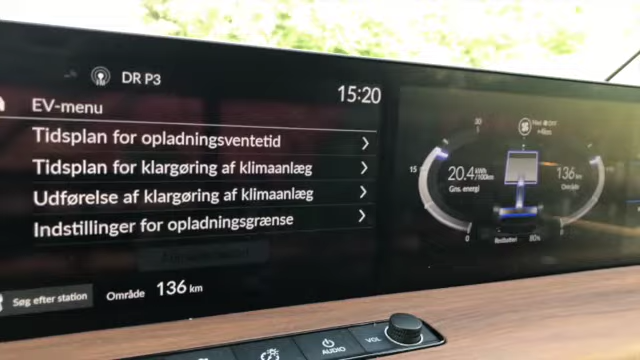 DR P3
15:20
EV-menu
Tidsplan for opladningsventetid
Tidsplan for klargøring af klimaanlæg
Udførelse af klargøring af klimaanlæg
Indstillinger for opladningsgrænse
Søg efter station
Område 136 km
30
15
0
20.4 kWh/100km
Gns. energi
136 km
Område
0
AUDIO
VOL